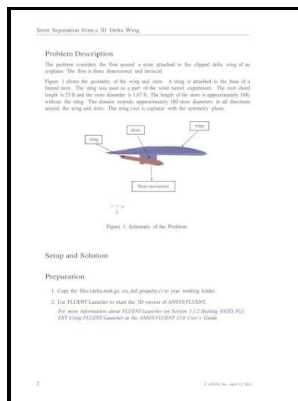 Store Separation from a 3D Delta Wing
Problem Description
The problem considers the flow around a store attached to the clipped delta wing of an
airplane. The flow is three dimensional and inviscid.
Figure 1 shows the geometry of the wing and store. A sting is attached to the base of a
finned store. The sting was used as a part of the wind tunnel experiment. The root chord
length is 25 ft and the store diameter is 1.67 ft. The length of the store is approximately 10ft,
without the sting. The domain extends approximately 100 store diameters in all directions
around the wing and store. The wing root is coplanar with the symmetry plane.
wing
store
sting
Store movement
Figure 1: Schematic of the Problem
Setup and Solution
Preparation
1. Copy the files (delta.msh.gz, six_dof_property.c) to your working folder.
2. Use FLUENT Launcher to start the 3D version of ANSYS FLUENT.
For more information about FLUENT Launcher see Section 1.1.2 Starting ANSYS FLU-
ENT Using FLUENT Launcher in the ANSYS FLUENT 13.0 User's Guide.
2